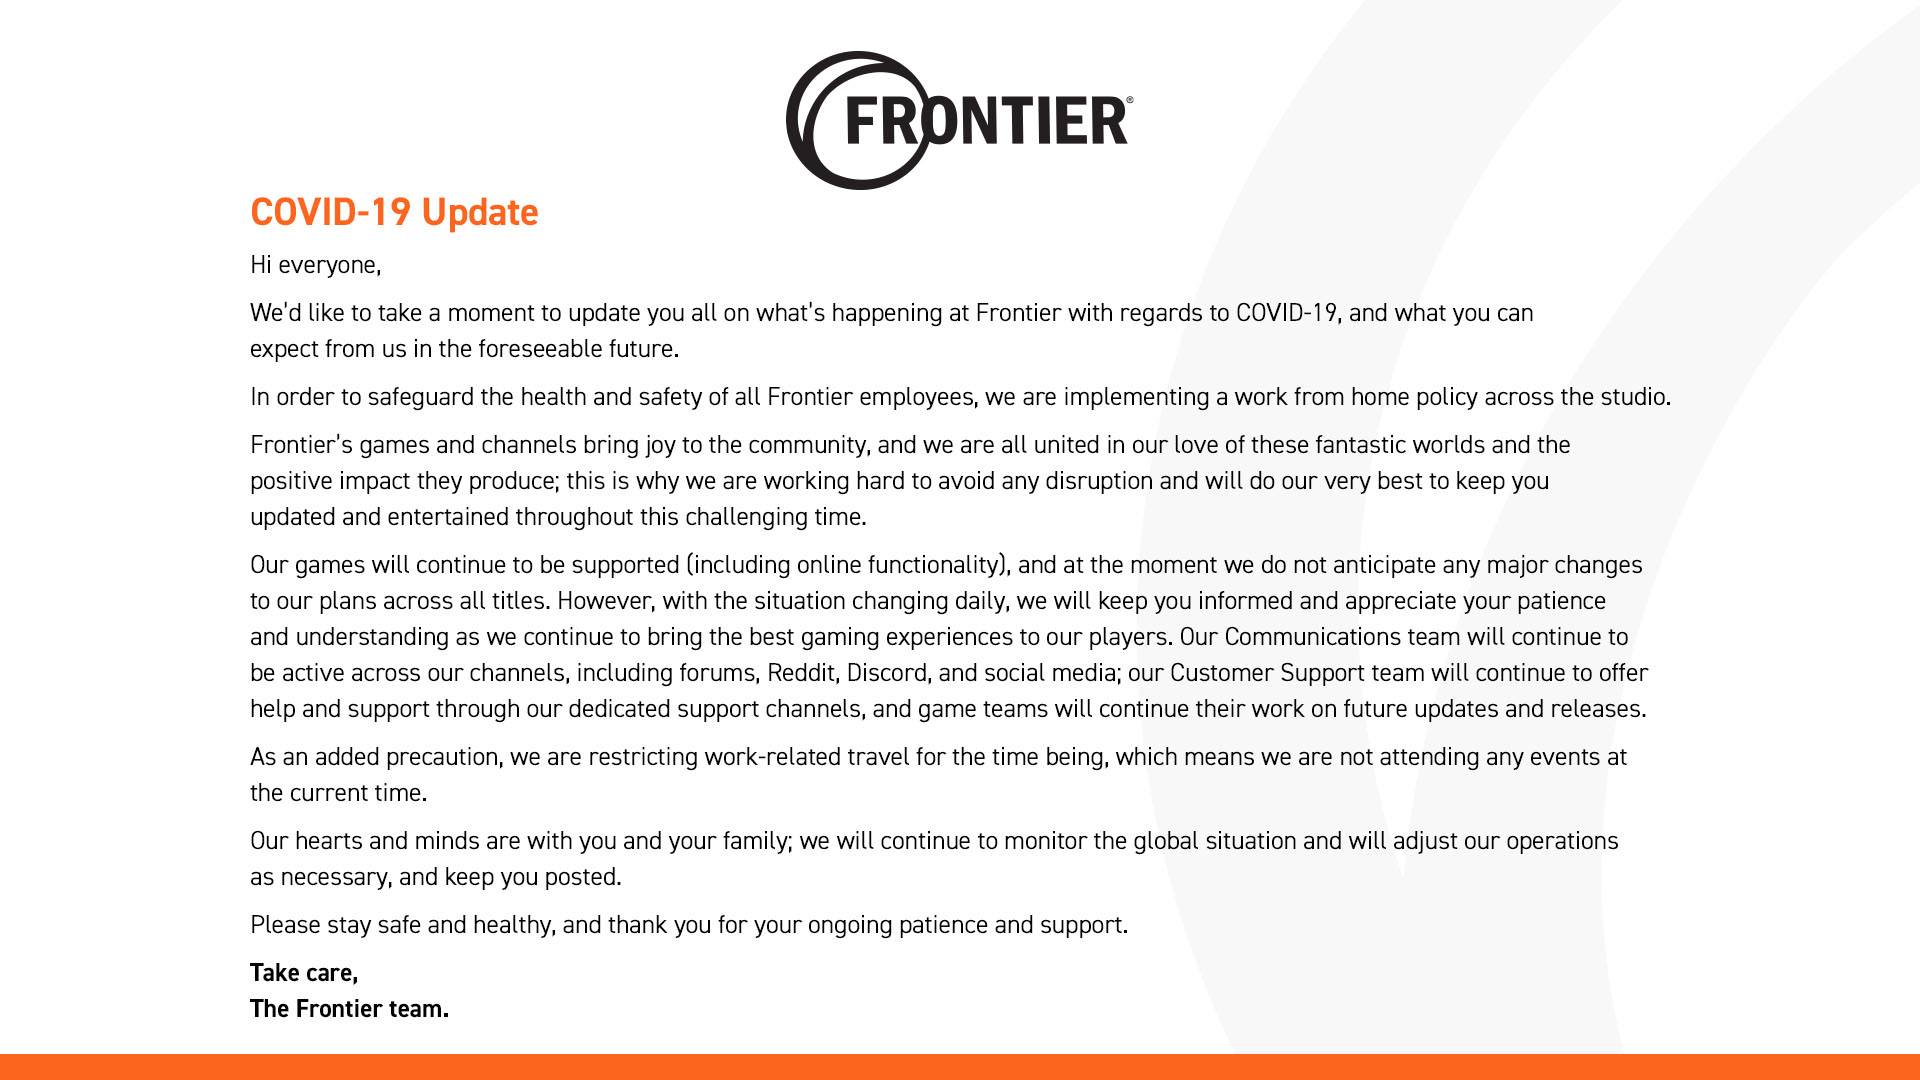 FRONTIER®
COVID-19 Update
Hi everyone,
We'd like to take a moment to update you all on what's happening at Frontier with regards to COVID-19, and what you can
expect from us in the foreseeable future.
In order to safeguard the health and safety of all Frontier employees, we are implementing a work from home policy across the studio.
Frontier's games and channels bring joy to the community, and we are all united in our love of these fantastic worlds and the
positive impact they produce; this is why we are working hard to avoid any disruption and will do our very best to keep you
updated and entertained throughout this challenging time.
Our games will continue to be supported (including online functionality), and at the moment we do not anticipate any major changes
to our plans across all titles. However, with the situation changing daily, we will keep you informed and appreciate your patience
and understanding as we continue to bring the best gaming experiences to our players. Our Communications team will continue to
be active across our channels, including forums, Reddit, Discord, and social media; our Customer Support team will continue to offer
help and support through our dedicated support channels, and game teams will continue their work on future updates and releases.
As an added precaution, we are restricting work-related travel for the time being, which means we are not attending any events at
the current time.
Our hearts and minds are with you and your family; we will continue to monitor the global situation and will adjust our operations
as necessary, and keep you posted.
Please stay safe and healthy, and thank you for your ongoing patience and support.
Take care,
The Frontier team.